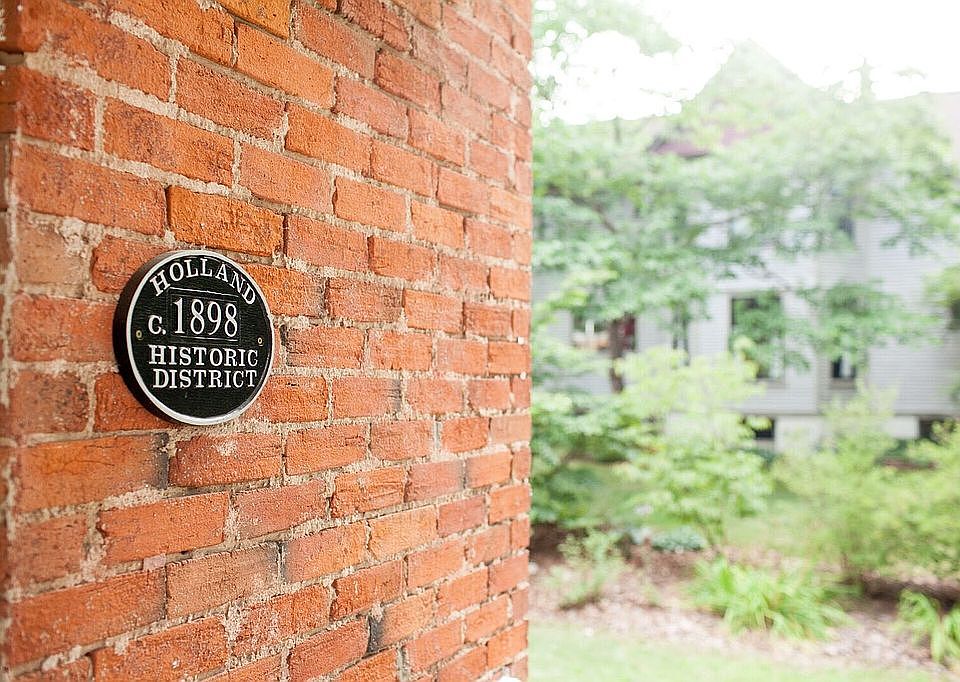 HOLLAND
C. 1898
HISTORIC
DISTRICT